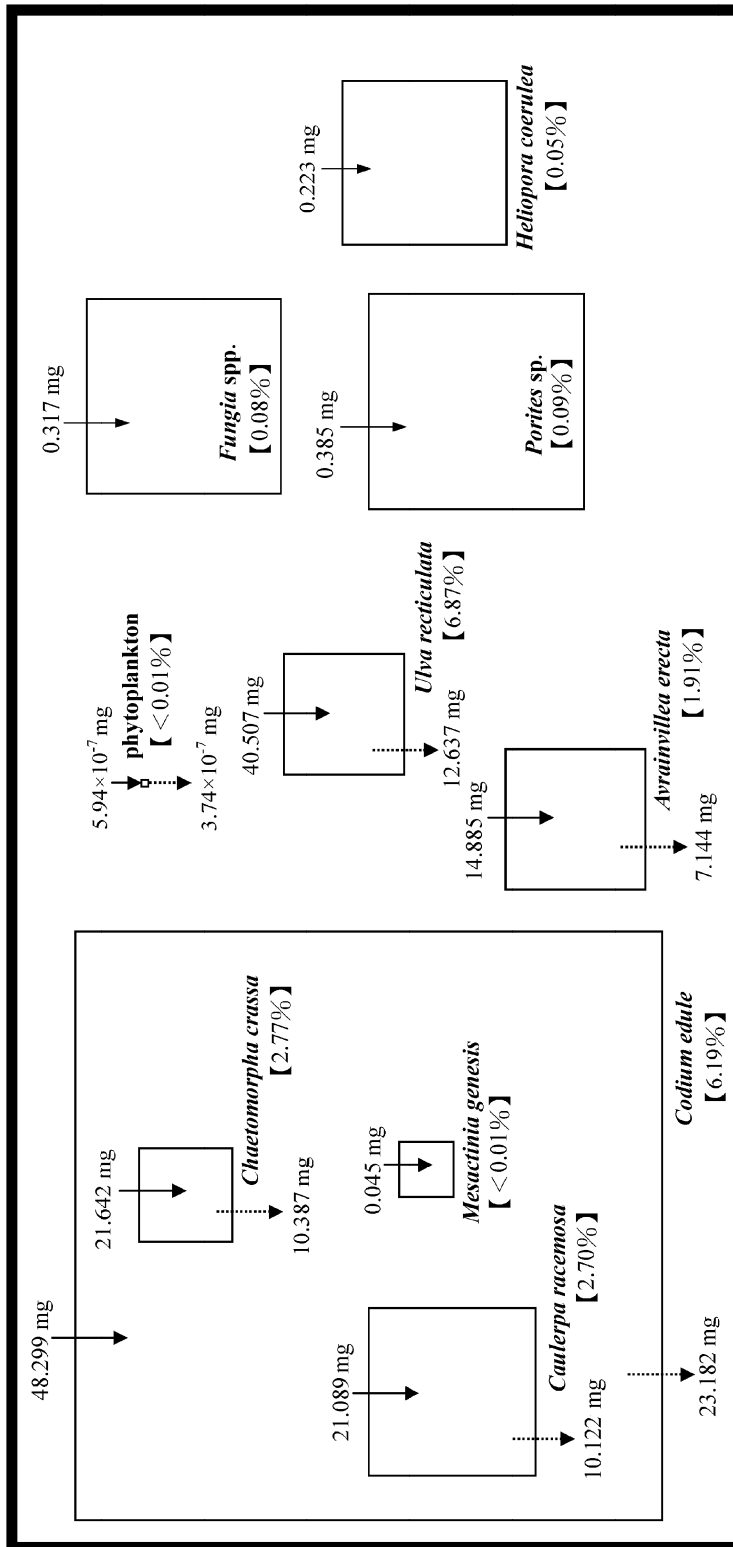 48.299 mg
21.642 mg
Chaetomorpha crassa
【2.77%】
10.387 mg
21.089 mg
Caulerpa racemosa
【2.70%】
10.122 mg
0.045 mg
Mesactinia genesis
【<0.01%】
Codium edule
【6.19%】
23.182 mg
5.94×10⁻⁷ mg
phytoplankton
【<0.01%】
3.74×10⁻⁷ mg
40.507 mg
Ulva recticulata
【6.87%】
12.637 mg
14.885 mg
Avrainvillea erecta
【1.91%】
7.144 mg
0.317 mg
Fungia spp.
【0.08%】
0.385 mg
Porites sp.
【0.09%】
0.223 mg
Heliopora coerulea
【0.05%】